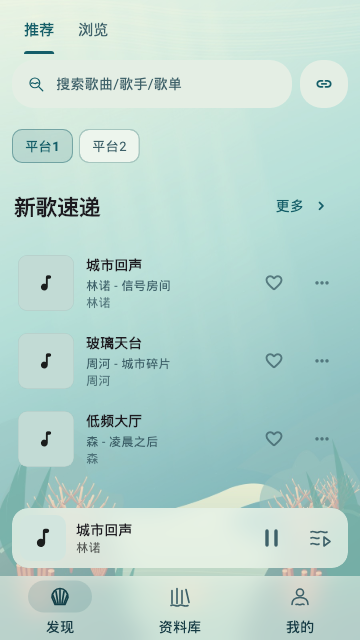 推荐 浏览
搜索歌曲/歌手/歌单
平台1 平台2
新歌速递 更多
城市回声
林诺 - 信号房间
林诺
玻璃天台
周河 - 城市碎片
周河
低频大厅
森 - 凌晨之后
森
城市回声
林诺
发现 资料库 我的